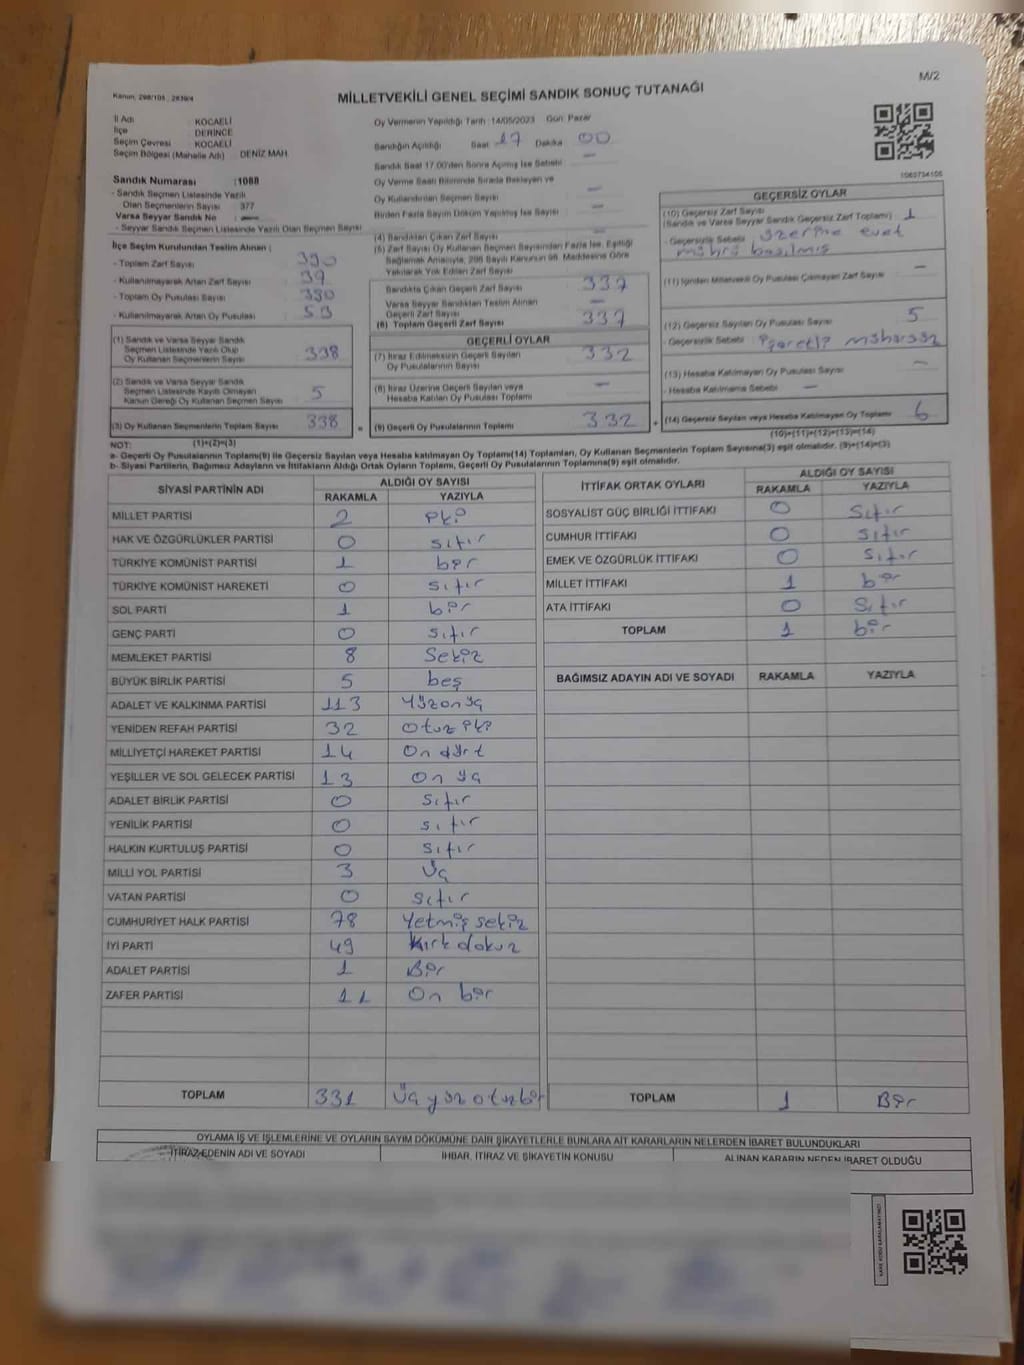 M/2
Kanun, 298/105 ; 2839/4
MİLLETVEKİLİ GENEL SEÇİMİ SANDIK SONUÇ TUTANAĞI
İl Adı : KOCAELİ
İlçe : DERİNCE
Seçim Çevresi : KOCAELİ
Seçim Bölgesi (Mahalle Adı) : DENİZ MAH.
Sandık Numarası : 1088
- Sandık Seçmen Listesinde Yazılı
Olan Seçmenlerin Sayısı : 377
Varsa Seyyar Sandık No : —
- Seyyar Sandık Seçmen Listesinde Yazılı Olan Seçmen Sayısı
Oy Vermenin Yapıldığı Tarih :14/05/2023 Gün: Pazar
Sandığın Açıldığı Saat 17 Dakika 00
Sandık Saat 17.00'den Sonra Açılmış İse Sebebi —
Oy Verme Saati Bitiminde Sırada Bekleyen ve
Oy Kullandırılan Seçmen Sayısı —
Birden Fazla Sayım Döküm Yapılmış İse Sayısı —
1063734106
İlçe Seçim Kurulundan Teslim Alınan :
- Toplam Zarf Sayısı 390
- Kullanılmayarak Artan Zarf Sayısı 39
- Toplam Oy Pusulası Sayısı 390
- Kullanılmayarak Artan Oy Pusulası 53
(1) Sandık ve Varsa Seyyar Sandık
Seçmen Listesinde Yazılı Olup
Oy Kullanan Seçmenlerin Sayısı 338
(2) Sandık ve Varsa Seyyar Sandık
Seçmen Listesinde Kayıtlı Olmayan
Kanun Gereği Oy Kullanan Seçmen Sayısı 5
(3) Oy Kullanan Seçmenlerin Toplam Sayısı 338 =
(1)+(2)=(3)
(4) Sandıktan Çıkan Zarf Sayısı —
(5) Zarf Sayısı Oy Kullanan Seçmen Sayısından Fazla İse, Eşitliği
Sağlamak Amacıyla, 298 Sayılı Kanunun 98. Maddesine Göre
Yakılarak Yok Edilen Zarf Sayısı
Sandıkta Çıkan Geçerli Zarf Sayısı 337
Varsa Seyyar Sandıktan Teslim Alınan
Geçerli Zarf Sayısı —
(6) Toplam Geçerli Zarf Sayısı 337
GEÇERLİ OYLAR
(7) İtiraz Edilmeksizin Geçerli Sayılan
Oy Pusulalarının Sayısı 332
(8) İtiraz Üzerine Geçerli Sayılan veya
Hesaba Katılan Oy Pusulası Toplamı —
(9) Geçerli Oy Pusulalarının Toplamı 332 +
GEÇERSİZ OYLAR
(10) Geçersiz Zarf Sayısı
(Sandık ve Varsa Seyyar Sandık Geçersiz Zarf Toplamı) 1
- Geçersizlik Sebebi üzerine evet
mührü basılmış
(11) İçinden Milletvekili Oy Pusulası Çıkmayan Zarf Sayısı —
(12) Geçersiz Sayılan Oy Pusulası Sayısı 5
- Geçersizlik Sebebi işaretli mühürsüz
(13) Hesaba Katılmayan Oy Pusulası Sayısı —
- Hesaba Katılmama Sebebi —
(14) Geçersiz Sayılan veya Hesaba Katılmayan Oy Toplamı 6
(10)+(11)+(12)+(13)=(14)
NOT:
a- Geçerli Oy Pusulalarının Toplamı(9) ile Geçersiz Sayılan veya Hesaba katılmayan Oy Toplam(14) Toplamları, Oy Kullanan Seçmenlerin Toplam Sayısına(3) eşit olmalıdır. (9)+(14)=(3)
b- Siyasi Partilerin, Bağımsız Adayların ve İttifakların Aldığı Ortak Oyların Toplamı, Geçerli Oy Pusulalarının Toplamına(9) eşit olmalıdır.
SİYASİ PARTİNİN ADI ALDIĞI OY SAYISI
RAKAMLA YAZIYLA
MİLLET PARTİSİ 2 iki
HAK VE ÖZGÜRLÜKLER PARTİSİ 0 sıfır
TÜRKİYE KOMÜNİST PARTİSİ 1 bir
TÜRKİYE KOMÜNİST HAREKETİ 0 sıfır
SOL PARTİ 1 bir
GENÇ PARTİ 0 sıfır
MEMLEKET PARTİSİ 8 Sekiz
BÜYÜK BİRLİK PARTİSİ 5 beş
ADALET VE KALKINMA PARTİSİ 113 Yüzonüç
YENİDEN REFAH PARTİSİ 32 Otuz iki
MİLLİYETÇİ HAREKET PARTİSİ 14 On dört
YEŞİLLER VE SOL GELECEK PARTİSİ 13 On üç
ADALET BİRLİK PARTİSİ 0 sıfır
YENİLİK PARTİSİ 0 sıfır
HALKIN KURTULUŞ PARTİSİ 0 sıfır
MİLLİ YOL PARTİSİ 3 Üç
VATAN PARTİSİ 0 sıfır
CUMHURİYET HALK PARTİSİ 78 Yetmiş sekiz
İYİ PARTİ 49 Kırk dokuz
ADALET PARTİSİ 1 Bir
ZAFER PARTİSİ 11 On bir
TOPLAM 331 Üç yüz otuzbir
İTTİFAK ORTAK OYLARI ALDIĞI OY SAYISI
RAKAMLA YAZIYLA
SOSYALİST GÜÇ BİRLİĞİ İTTİFAKI 0 Sıfır
CUMHUR İTTİFAKI 0 sıfır
EMEK VE ÖZGÜRLÜK İTTİFAKI 0 sıfır
MİLLET İTTİFAKI 1 bir
ATA İTTİFAKI 0 Sıfır
TOPLAM 1 bir
BAĞIMSIZ ADAYIN ADI VE SOYADI RAKAMLA YAZIYLA
TOPLAM 1 Bir
OYLAMA İŞ VE İŞLEMLERİNE VE OYLARIN SAYIM DÖKÜMÜNE DAİR ŞİKAYETLERLE BUNLARA AİT KARARLARIN NELERDEN İBARET BULUNDUKLARI
İTİRAZ EDENİN ADI VE SOYADI İHBAR, İTİRAZ VE ŞİKAYETİN KONUSU ALINAN KARARIN NEDEN İBARET OLDUĞU